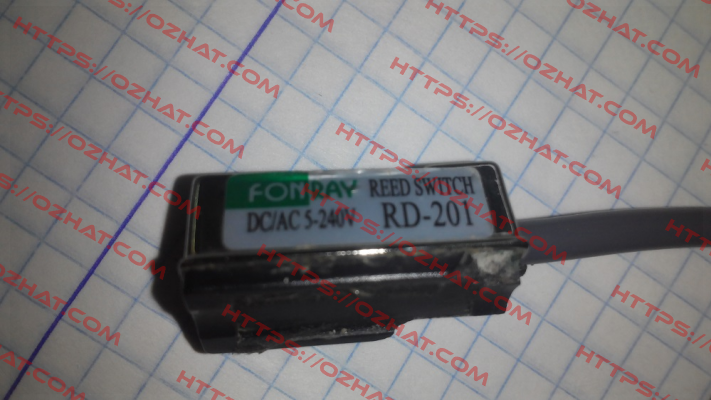 FONRAY REED SWITCH
DC/AC 5-240V RD-201
HTTPS://OZHAT.COM